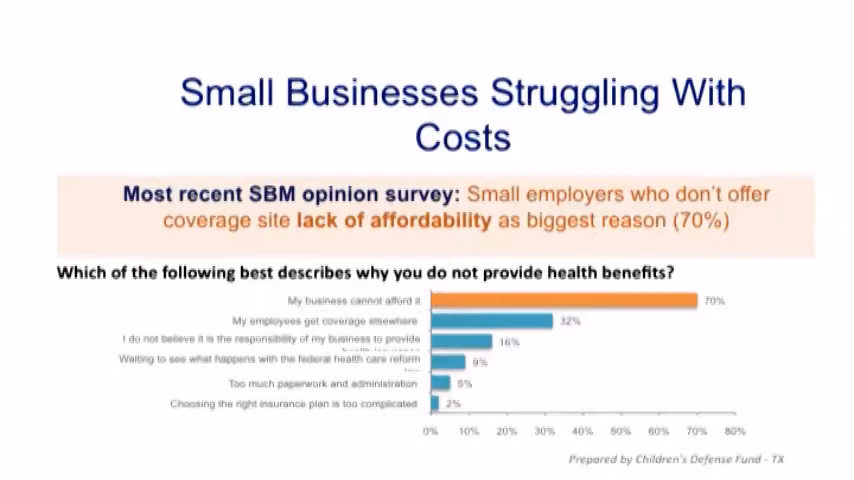 Small Businesses Struggling With
Costs
Most recent SBM opinion survey: Small employers who don't offer
coverage site lack of affordability as biggest reason (70%)
Which of the following best describes why you do not provide health benefits?
My business cannot afford it
70%
My employees get coverage elsewhere
32%
I do not believe it is the responsibility of my business to provide
16%
Waiting to see what happens with the federal health care reform
9%
Too much paperwork and administration
5%
Choosing the right insurance plan is too complicated
2%
0% 10% 20% 30% 40% 50% 60% 70% 80%
Prepared by Children's Defense Fund - TX